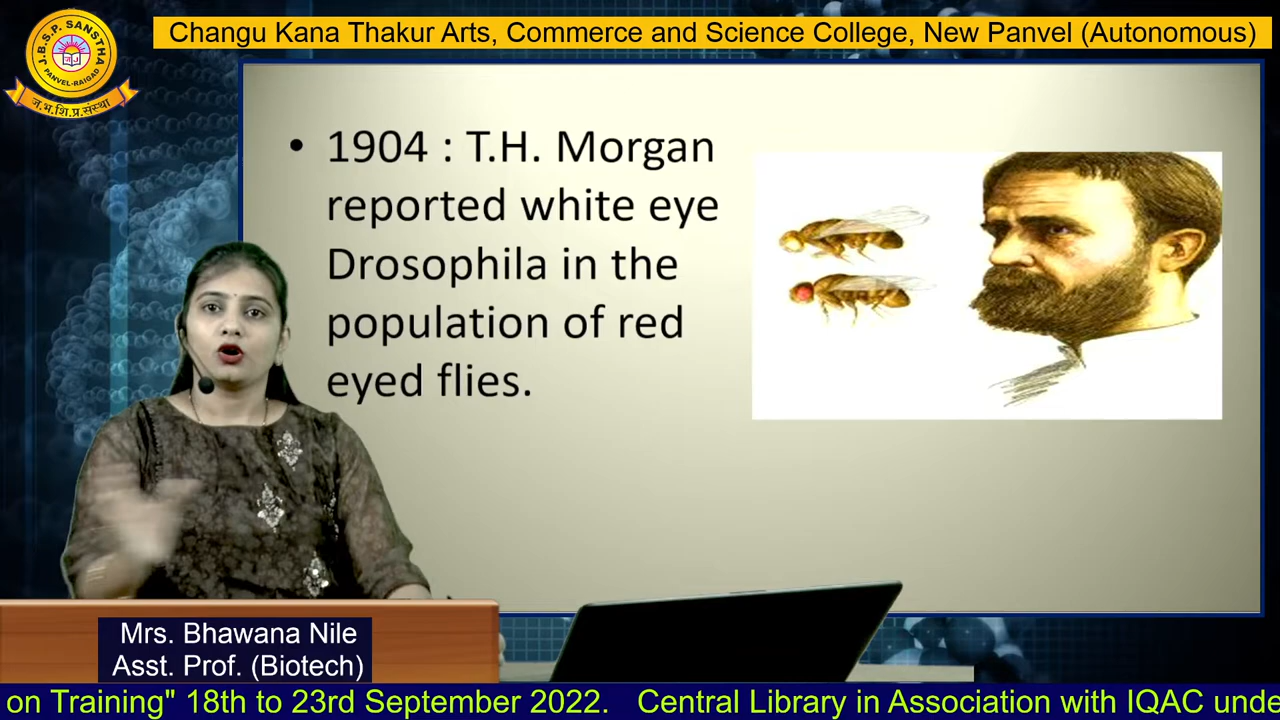 J.B.S.P. SANSTHA
PANVEL-RAIGAD
ज.भ.शि.प्र.संस्था
Changu Kana Thakur Arts, Commerce and Science College, New Panvel (Autonomous)
• 1904 : T.H. Morgan
reported white eye
Drosophila in the
population of red
eyed flies.
Mrs. Bhawana Nile
Asst. Prof. (Biotech)
on Training" 18th to 23rd September 2022. Central Library in Association with IQAC unde